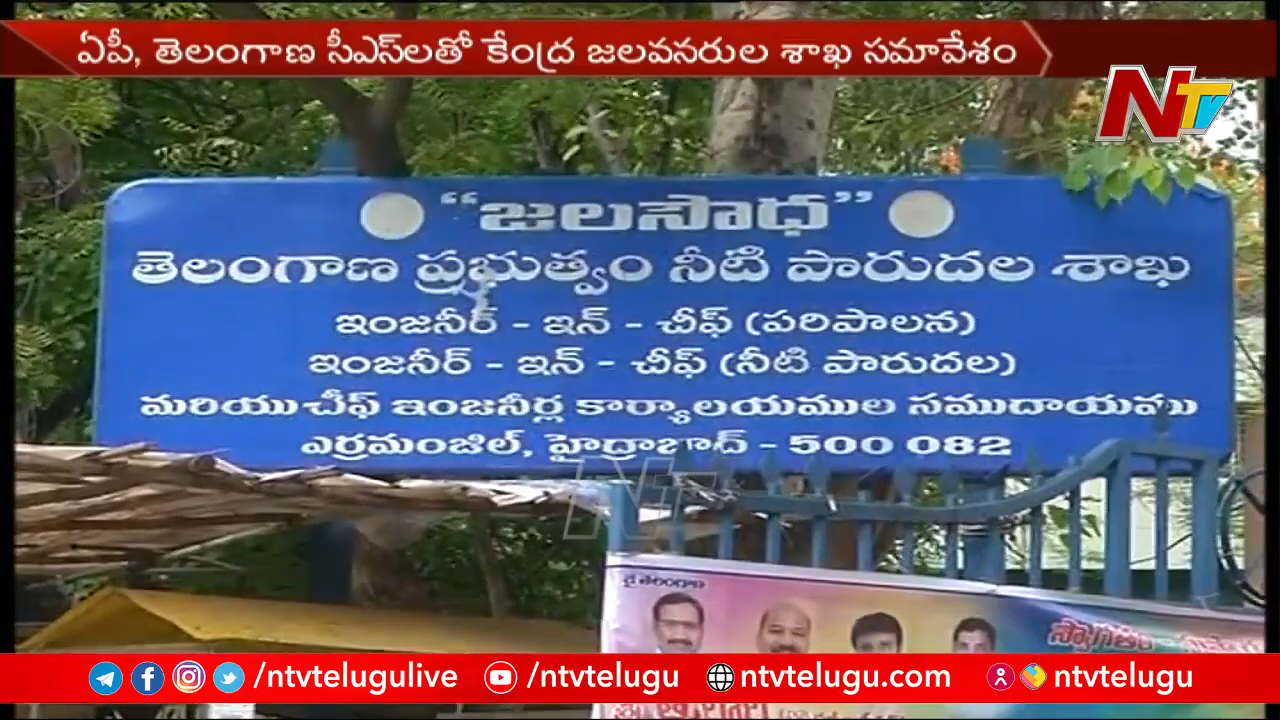 ఏపీ, తెలంగాణ సీఎస్‌లతో కేంద్ర జలవనరుల శాఖ సమావేశం
NTV
"జలసౌధ"
తెలంగాణ ప్రభుత్వం నీటి పారుదల శాఖ
ఇంజనీర్ - ఇన్ - చీఫ్ (పరిపాలన)
ఇంజనీర్ - ఇన్ - చీఫ్ (నీటి పారుదల)
మరియు చీఫ్ ఇంజనీర్ల కార్యాలయముల సముదాయము
ఎర్రమంజిల్, హైద్రాబాద్ - 500 082
జై తెలంగాణ
స్వాగతం
/ntvtelugulive
/ntvtelugu
ntvtelugu.com
ntvtelugu